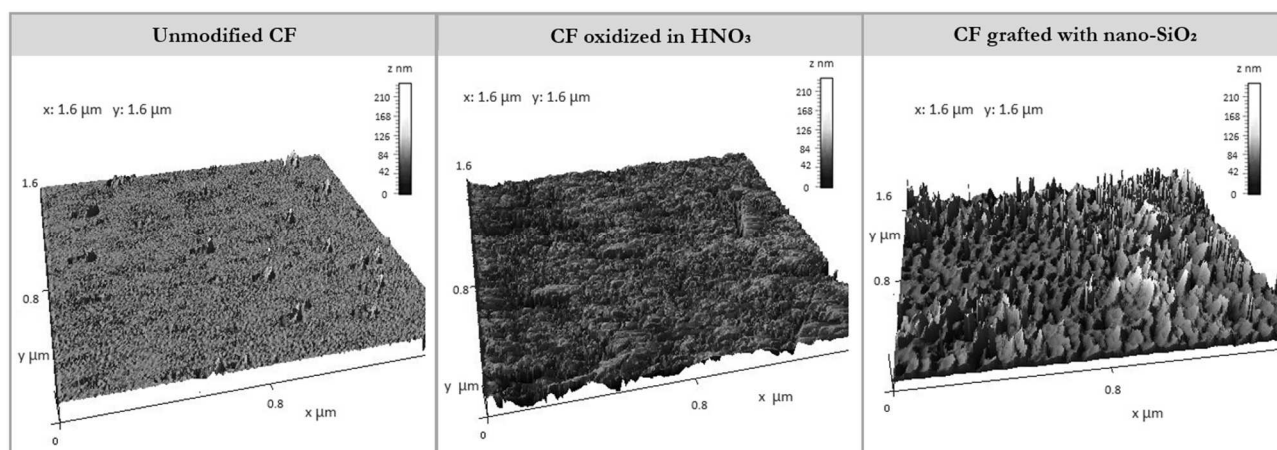 Unmodified CF
z nm
x: 1.6 µm y: 1.6 µm
210
168
126
84
42
0
1.6
0.8
y µm
0.8
x µm
0
CF oxidized in HNO₃
z nm
x: 1.6 µm y: 1.6 µm
210
168
126
84
42
0
1.6
0.8
y µm
0.8
x µm
0
CF grafted with nano-SiO₂
z nm
x: 1.6 µm y: 1.6 µm
210
168
126
84
42
0
1.6
y µm
0.8
0.8
x µm
0